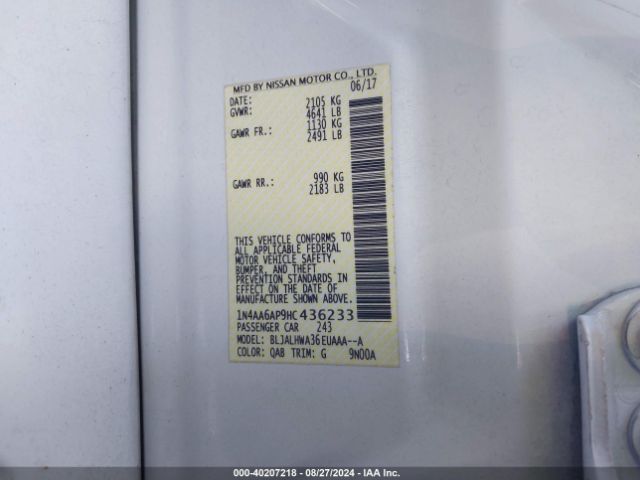 MFD BY NISSAN MOTOR CO., LTD.
DATE: 06/17
GVWR: 2105 KG
4641 LB
GAWR FR.: 1130 KG
2491 LB
GAWR RR.: 990 KG
2183 LB
THIS VEHICLE CONFORMS TO
ALL APPLICABLE FEDERAL
MOTOR VEHICLE SAFETY,
BUMPER, AND THEFT
PREVENTION STANDARDS IN
EFFECT ON THE DATE OF
MANUFACTURE SHOWN ABOVE.
1N4AA6AP9HC436233
PASSENGER CAR 243
MODEL: BLJALHWA36EUAAA--A
COLOR: QAB TRIM: G 9N00A
000-40207218 - 08/27/2024 - IAA Inc.